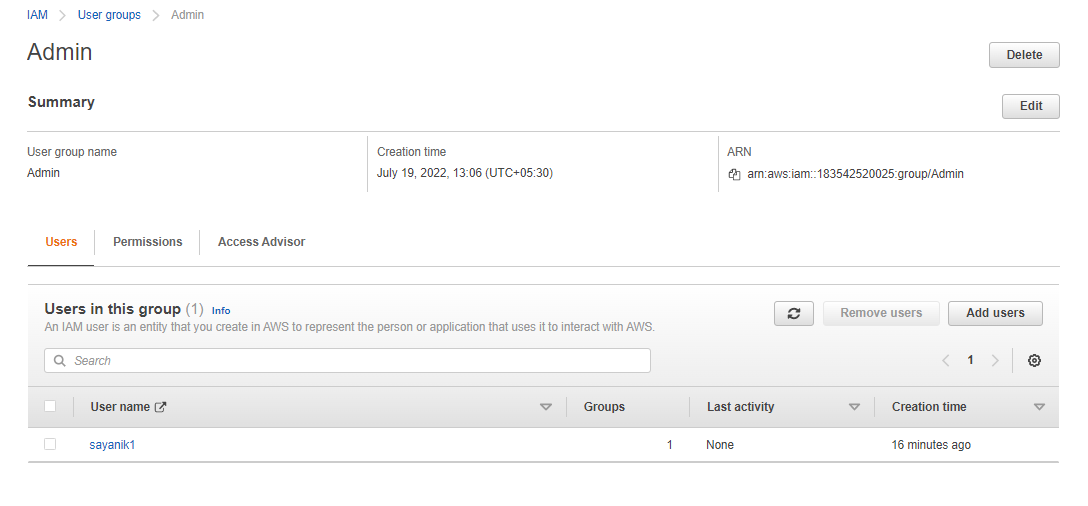 IAM > User groups > Admin
Admin
Delete
Summary
Edit
User group name
Admin
Creation time
July 19, 2022, 13:06 (UTC+05:30)
ARN
arn:aws:iam::183542520025:group/Admin
Users Permissions Access Advisor
Users in this group (1) Info
An IAM user is an entity that you create in AWS to represent the person or application that uses it to interact with AWS.
Remove users Add users
Search
1
User name Groups Last activity Creation time
sayanik1 1 None 16 minutes ago